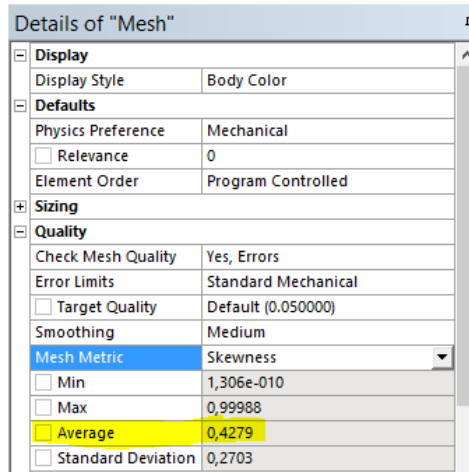 Details of "Mesh"
Display
Display Style Body Color
Defaults
Physics Preference Mechanical
Relevance 0
Element Order Program Controlled
Sizing
Quality
Check Mesh Quality Yes, Errors
Error Limits Standard Mechanical
Target Quality Default (0.050000)
Smoothing Medium
Mesh Metric Skewness
Min 1,306e-010
Max 0,99988
Average 0,4279
Standard Deviation 0,2703